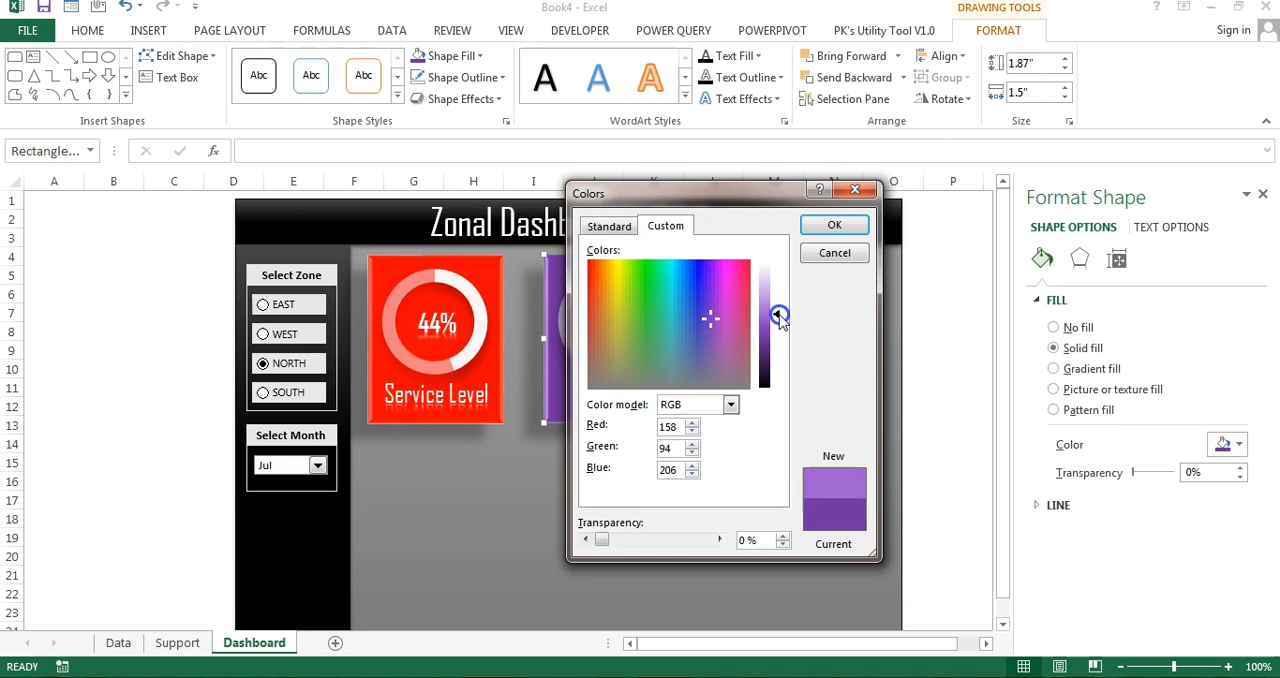 Book4 - Excel
DRAWING TOOLS
Sign in
FILE HOME INSERT PAGE LAYOUT FORMULAS DATA REVIEW VIEW DEVELOPER POWER QUERY POWERPIVOT PK's Utility Tool V1.0 FORMAT
Edit Shape
Text Box
Insert Shapes
Abc Abc Abc
Shape Fill
Shape Outline
Shape Effects
Shape Styles
A A A
Text Fill
Text Outline
Text Effects
WordArt Styles
Bring Forward
Send Backward
Selection Pane
Align
Group
Rotate
Arrange
1.87"
1.5"
Size
Rectangle...
fx
A B C D E F G H I O P
1
2
3
4
5
6
7
8
9
10
11
12
13
14
15
16
17
18
19
20
21
22
23
Zonal Dashb
Select Zone
EAST
WEST
NORTH
SOUTH
Select Month
Jul
44%
Service Level
Colors
Standard Custom
OK
Cancel
Colors:
Color model: RGB
Red: 158
Green: 94
Blue: 206
Transparency:
0 %
New
Current
Format Shape
SHAPE OPTIONS TEXT OPTIONS
FILL
No fill
Solid fill
Gradient fill
Picture or texture fill
Pattern fill
Color
Transparency 0%
LINE
Data Support Dashboard
READY
100%